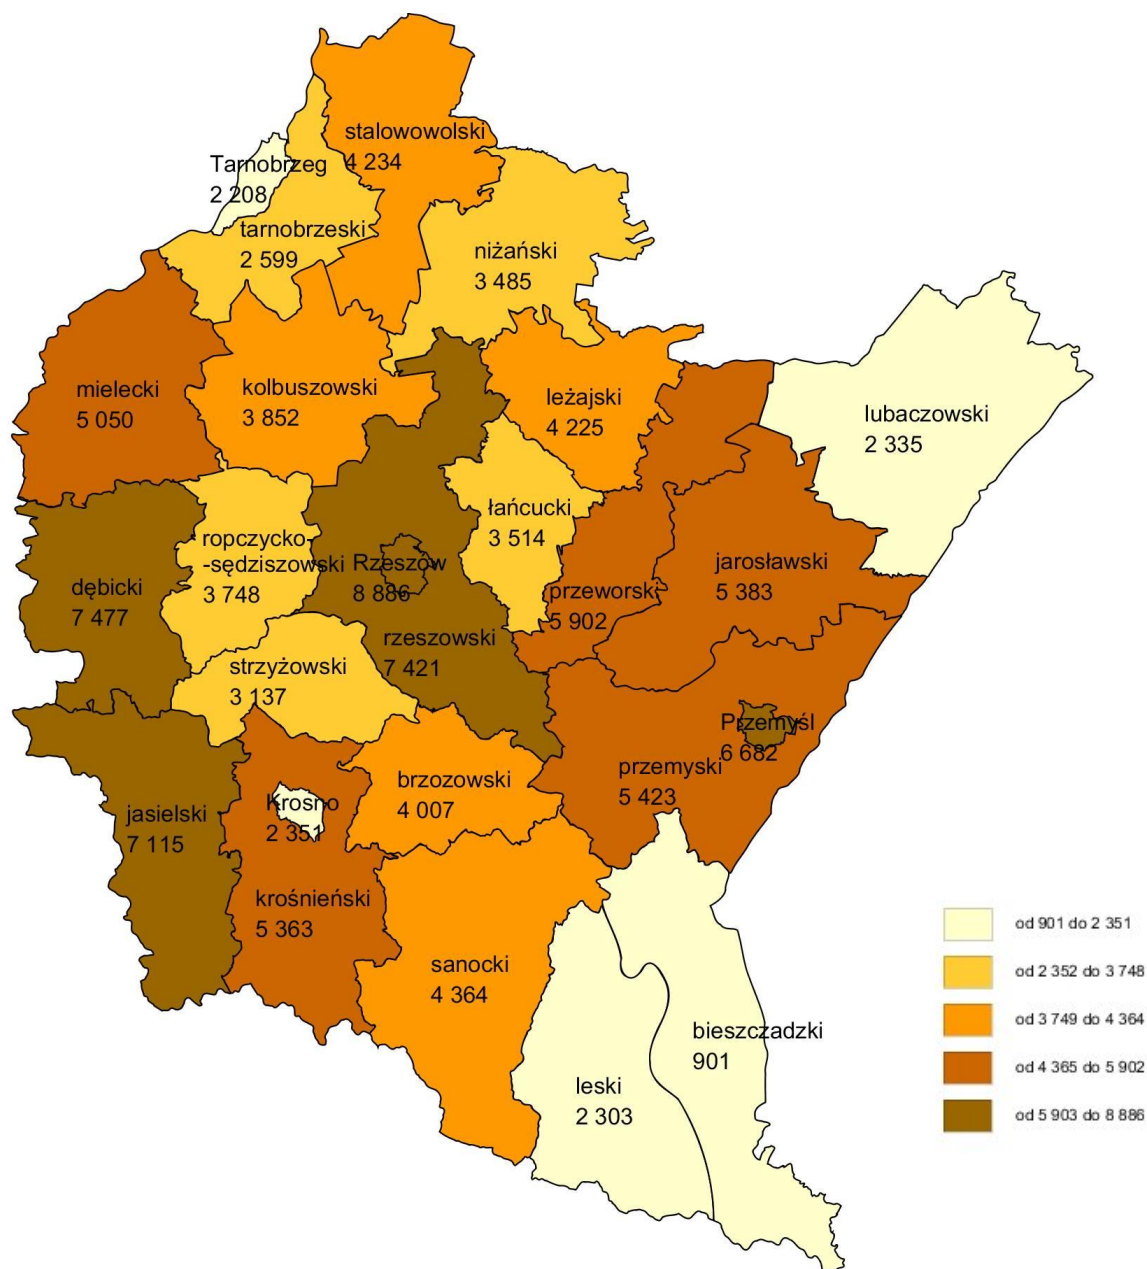 stalowowolski
4 234
Tarnobrzeg
2 208
tarnobrzeski
2 599
niżański
3 485
mielecki
5 050
kolbuszowski
3 852
leżajski
4 225
lubaczowski
2 335
łańcucki
3 514
ropczycko-
-sędziszowski
3 748
Rzeszów
8 886
dębicki
7 477
przeworski
5 902
jarosławski
5 383
rzeszowski
7 421
strzyżowski
3 137
Przemyśl
6 682
przemyski
5 423
brzozowski
4 007
Krosno
2 351
jasielski
7 115
krośnieński
5 363
sanocki
4 364
bieszczadzki
901
leski
2 303
od 901 do 2 351
od 2 352 do 3 748
od 3 749 do 4 364
od 4 365 do 5 902
od 5 903 do 8 886